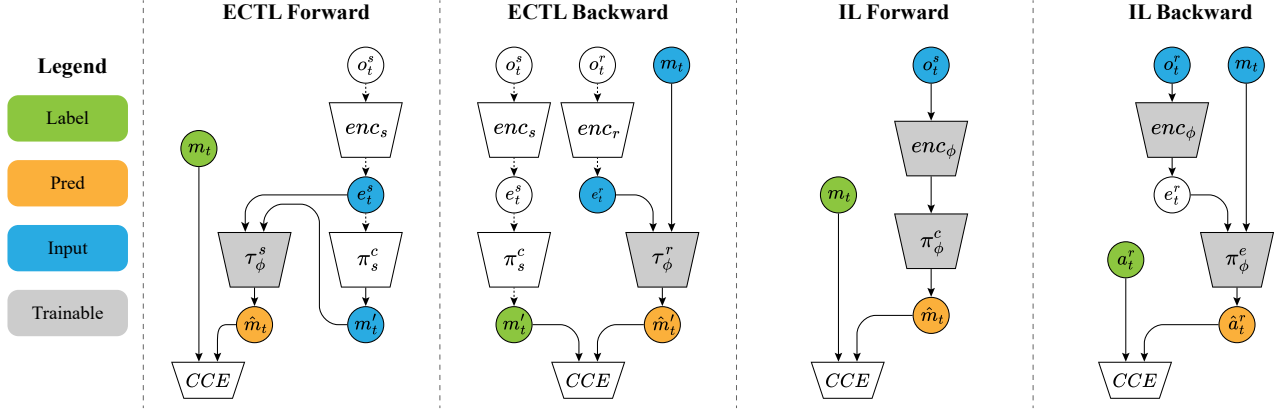 ECTL Forward
ECTL Backward
IL Forward
IL Backward
Legend
Label
Pred
Input
Trainable
o_t^s
enc_s
m_t
e_t^s
τ_ϕ^s
π_s^c
m̂_t
m_t'
CCE
o_t^s
o_t^r
m_t
enc_s
enc_r
e_t^s
e_t^r
π_s^c
τ_ϕ^r
m_t'
m̂_t'
CCE
o_t^s
enc_ϕ
m_t
π_ϕ^c
m̂_t
CCE
o_t^r
m_t
enc_ϕ
e_t^r
a_t^r
π_ϕ^e
â_t^r
CCE